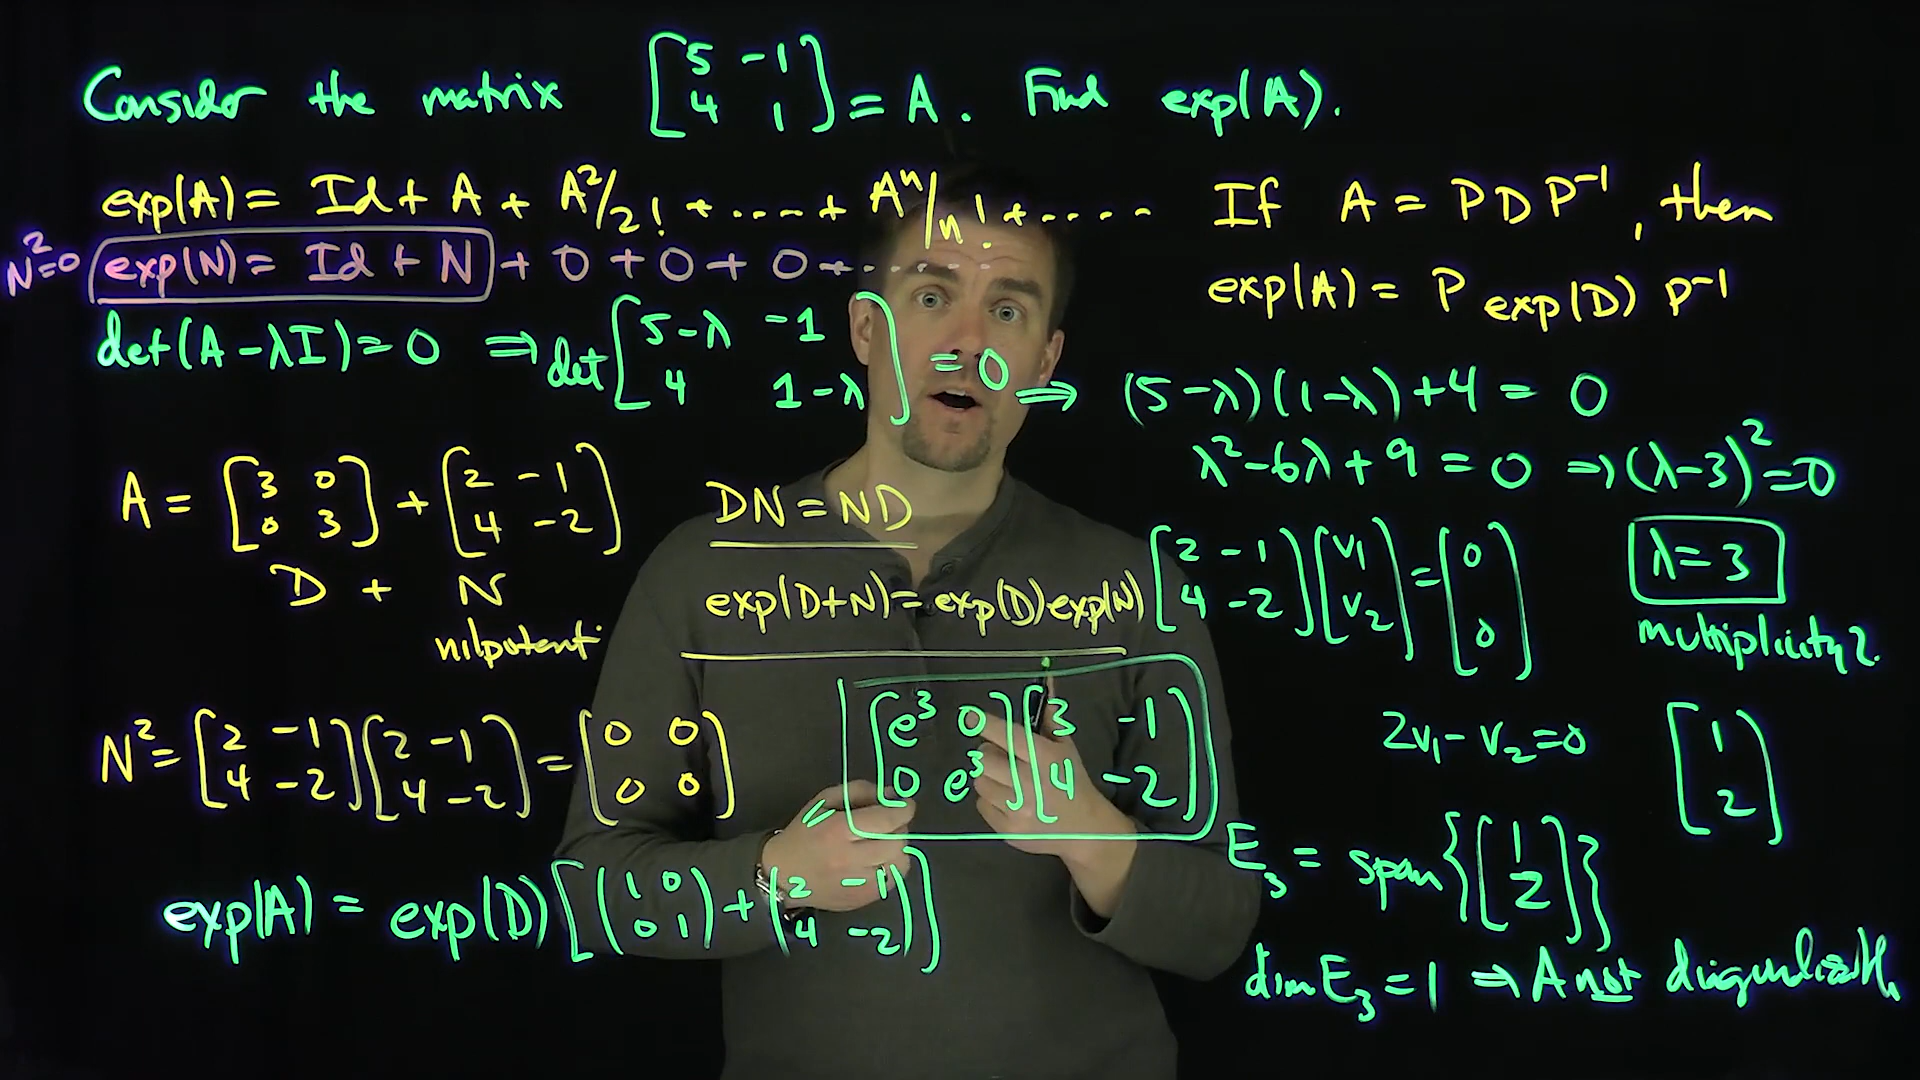 Consider the matrix [5 -1; 4 1] = A. Find exp(A).
exp(A) = Id + A + A²/2! + .... + Aⁿ/n! + ....
N²=0 exp(N) = Id + N + 0 + 0 + 0 + ......
If A = PDP⁻¹, then
exp(A) = P exp(D) P⁻¹
det(A - λI) = 0 ⇒ det [5-λ -1; 4 1-λ] = 0 ⇒ (5-λ)(1-λ)+4 = 0
λ² - 6λ + 9 = 0 ⇒ (λ-3)² = 0
λ = 3
multiplicity 2.
[2 -1; 4 -2] [v₁; v₂] = [0; 0]
2v₁ - v₂ = 0 [1; 2]
E₃ = span{[1; 2]}
dim E₃ = 1 ⇒ A not diagonalizable
A = [3 0; 0 3] + [2 -1; 4 -2]
D + N
nilpotent
DN = ND
exp(D+N) = exp(D) exp(N)
N² = [2 -1; 4 -2] [2 -1; 4 -2] = [0 0; 0 0]
exp(A) = exp(D) [(1 0; 0 1) + (2 -1; 4 -2)]
= [e³ 0; 0 e³] [3 -1; 4 -2]